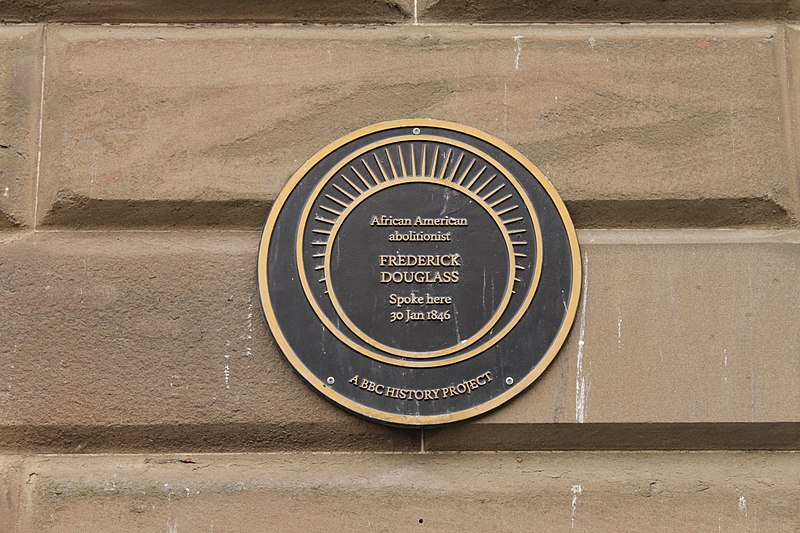 African American
abolitionist
FREDERICK
DOUGLASS
Spoke here
30 Jan 1846
A BBC HISTORY PROJECT